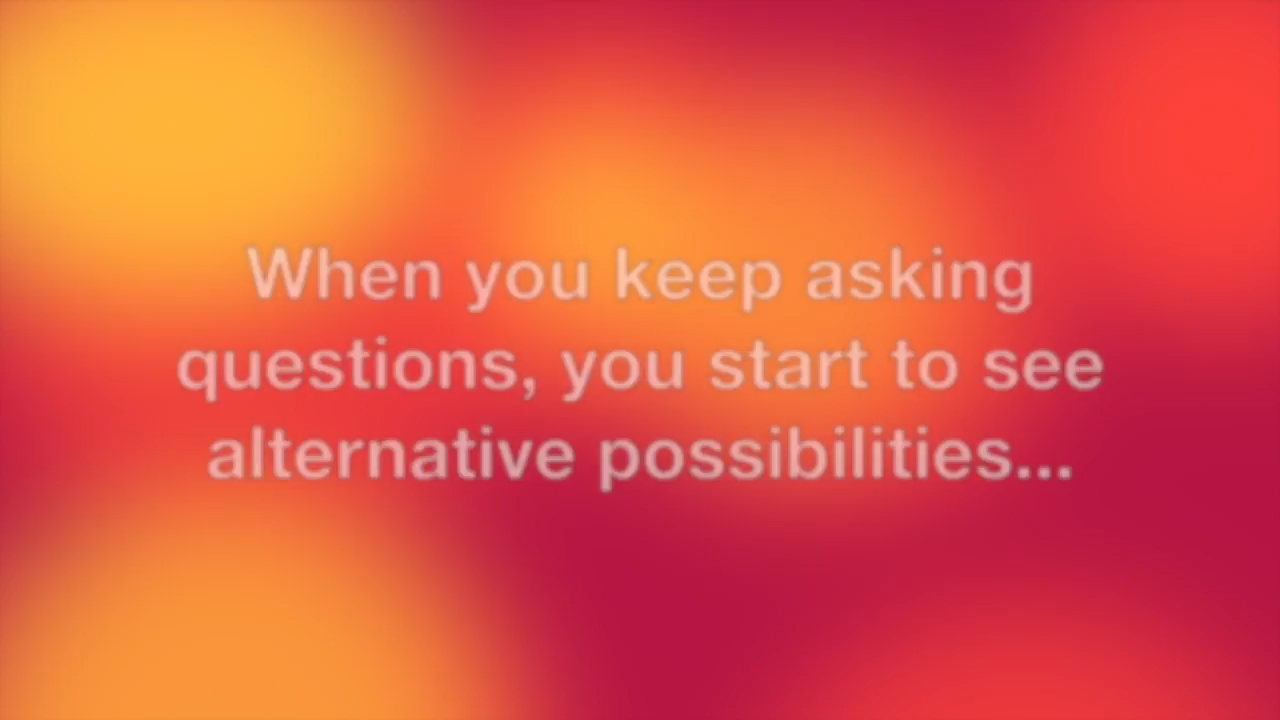 When you keep asking
questions, you start to see
alternative possibilities...